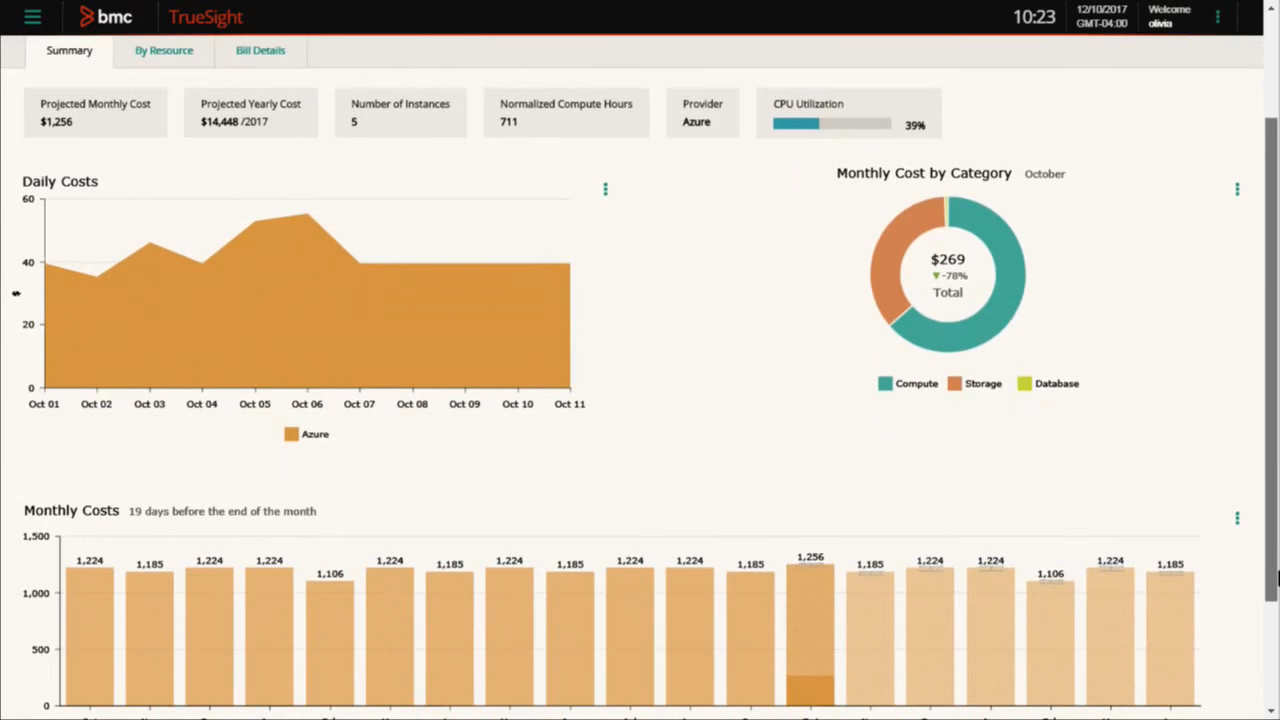 bmc TrueSight 10:23 12/10/2017 GMT-04:00 Welcome olivia
Summary By Resource Bill Details
Projected Monthly Cost
$1,256
Projected Yearly Cost
$14,448 /2017
Number of Instances
5
Normalized Compute Hours
711
Provider
Azure
CPU Utilization
39%
Daily Costs
60
40
$
20
0
Oct 01 Oct 02 Oct 03 Oct 04 Oct 05 Oct 06 Oct 07 Oct 08 Oct 09 Oct 10 Oct 11
Azure
Monthly Cost by Category October
$269
▼-78%
Total
Compute Storage Database
Monthly Costs 19 days before the end of the month
1,500
1,224 1,185 1,224 1,224 1,106 1,224 1,185 1,224 1,185 1,224 1,224 1,185 1,256 1,185 1,224 1,224 1,106 1,224 1,185
1,000
500
0